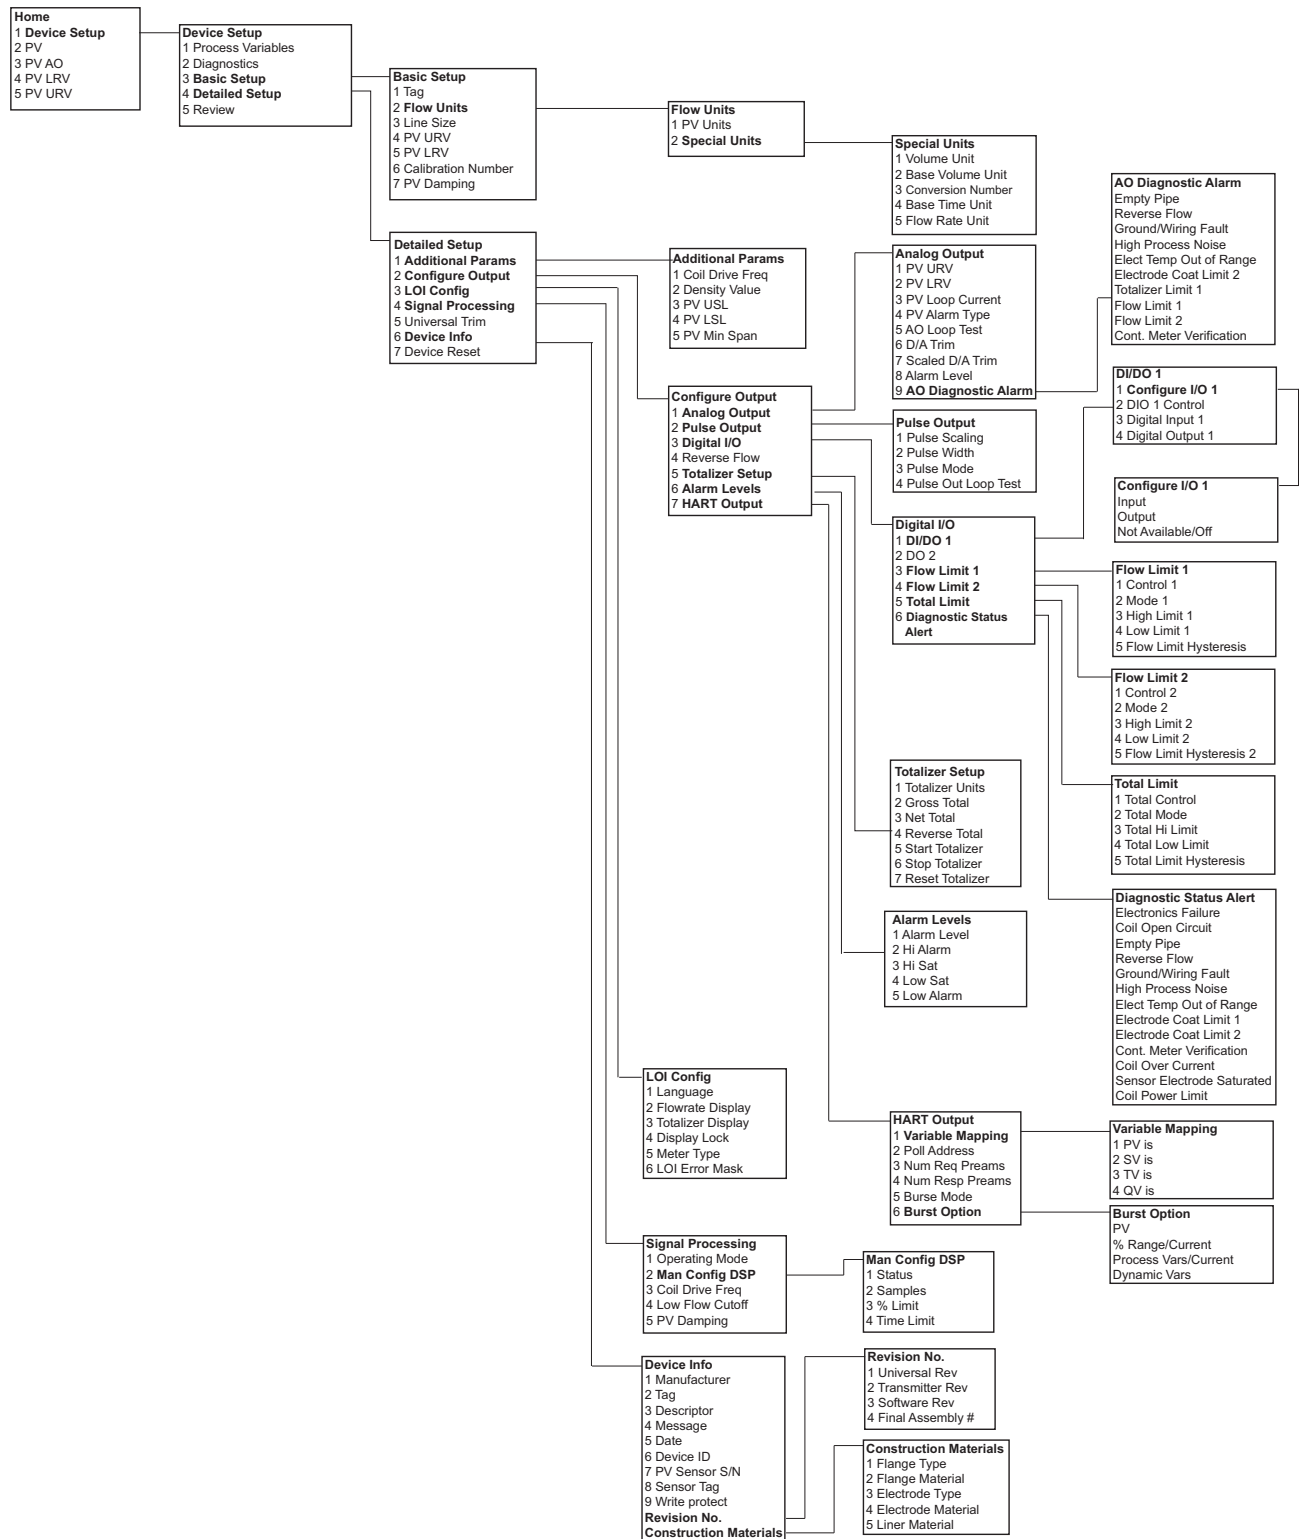 Home
1 Device Setup
2 PV
3 PV AO
4 PV LRV
5 PV URV
Device Setup
1 Process Variables
2 Diagnostics
3 Basic Setup
4 Detailed Setup
5 Review
Basic Setup
1 Tag
2 Flow Units
3 Line Size
4 PV URV
5 PV LRV
6 Calibration Number
7 PV Damping
Flow Units
1 PV Units
2 Special Units
Special Units
1 Volume Unit
2 Base Volume Unit
3 Conversion Number
4 Base Time Unit
5 Flow Rate Unit
Detailed Setup
1 Additional Params
2 Configure Output
3 LOI Config
4 Signal Processing
5 Universal Trim
6 Device Info
7 Device Reset
Additional Params
1 Coil Drive Freq
2 Density Value
3 PV USL
4 PV LSL
5 PV Min Span
Configure Output
1 Analog Output
2 Pulse Output
3 Digital I/O
4 Reverse Flow
5 Totalizer Setup
6 Alarm Levels
7 HART Output
Analog Output
1 PV URV
2 PV LRV
3 PV Loop Current
4 PV Alarm Type
5 AO Loop Test
6 D/A Trim
7 Scaled D/A Trim
8 Alarm Level
9 AO Diagnostic Alarm
AO Diagnostic Alarm
Empty Pipe
Reverse Flow
Ground/Wiring Fault
High Process Noise
Elect Temp Out of Range
Electrode Coat Limit 2
Totalizer Limit 1
Flow Limit 1
Flow Limit 2
Cont. Meter Verification
Pulse Output
1 Pulse Scaling
2 Pulse Width
3 Pulse Mode
4 Pulse Out Loop Test
DI/DO 1
1 Configure I/O 1
2 DIO 1 Control
3 Digital Input 1
4 Digital Output 1
Configure I/O 1
Input
Output
Not Available/Off
Digital I/O
1 DI/DO 1
2 DO 2
3 Flow Limit 1
4 Flow Limit 2
5 Total Limit
6 Diagnostic Status
Alert
Flow Limit 1
1 Control 1
2 Mode 1
3 High Limit 1
4 Low Limit 1
5 Flow Limit Hysteresis
Flow Limit 2
1 Control 2
2 Mode 2
3 High Limit 2
4 Low Limit 2
5 Flow Limit Hysteresis 2
Total Limit
1 Total Control
2 Total Mode
3 Total Hi Limit
4 Total Low Limit
5 Total Limit Hysteresis
Totalizer Setup
1 Totalizer Units
2 Gross Total
3 Net Total
4 Reverse Total
5 Start Totalizer
6 Stop Totalizer
7 Reset Totalizer
Diagnostic Status Alert
Electronics Failure
Coil Open Circuit
Empty Pipe
Reverse Flow
Ground/Wiring Fault
High Process Noise
Elect Temp Out of Range
Electrode Coat Limit 1
Electrode Coat Limit 2
Cont. Meter Verification
Coil Over Current
Sensor Electrode Saturated
Coil Power Limit
Alarm Levels
1 Alarm Level
2 Hi Alarm
3 Hi Sat
4 Low Sat
5 Low Alarm
LOI Config
1 Language
2 Flowrate Display
3 Totalizer Display
4 Display Lock
5 Meter Type
6 LOI Error Mask
HART Output
1 Variable Mapping
2 Poll Address
3 Num Req Preams
4 Num Resp Preams
5 Burse Mode
6 Burst Option
Variable Mapping
1 PV is
2 SV is
3 TV is
4 QV is
Burst Option
PV
% Range/Current
Process Vars/Current
Dynamic Vars
Signal Processing
1 Operating Mode
2 Man Config DSP
3 Coil Drive Freq
4 Low Flow Cutoff
5 PV Damping
Man Config DSP
1 Status
2 Samples
3 % Limit
4 Time Limit
Device Info
1 Manufacturer
2 Tag
3 Descriptor
4 Message
5 Date
6 Device ID
7 PV Sensor S/N
8 Sensor Tag
9 Write protect
Revision No.
Construction Materials
Revision No.
1 Universal Rev
2 Transmitter Rev
3 Software Rev
4 Final Assembly #
Construction Materials
1 Flange Type
2 Flange Material
3 Electrode Type
4 Electrode Material
5 Liner Material